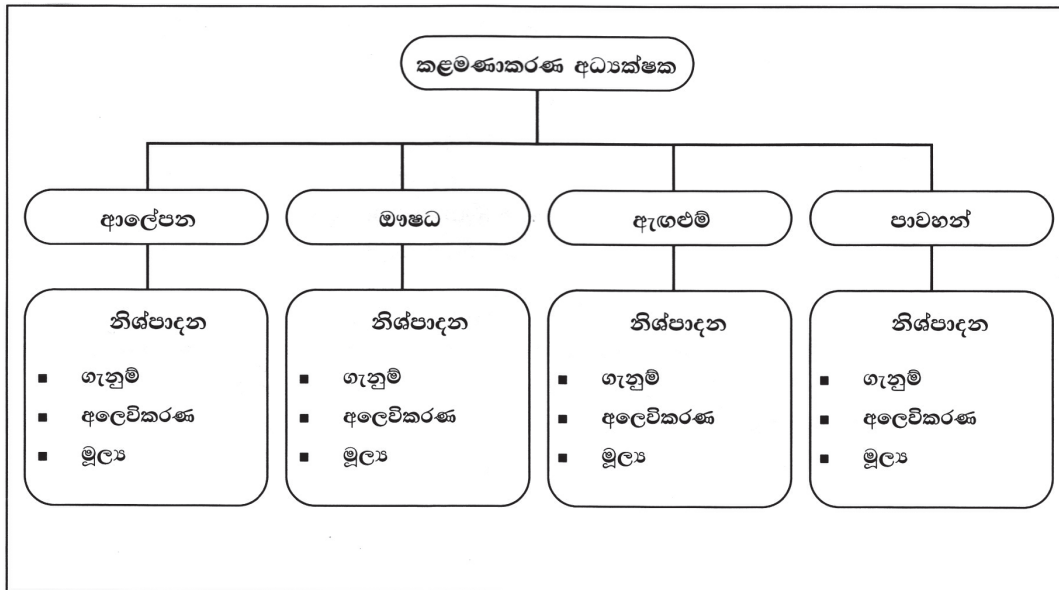 කළමණාකරණ අධ්‍යක්ෂක
ආලේපන
ඖෂධ
ඇඟළුම්
පාවහන්
නිශ්පාදන
■ ගැනුම්
■ අලෙවිකරණ
■ මූල්‍ය
නිශ්පාදන
■ ගැනුම්
■ අලෙවිකරණ
■ මූල්‍ය
නිශ්පාදන
■ ගැනුම්
■ අලෙවිකරණ
■ මූල්‍ය
නිශ්පාදන
■ ගැනුම්
■ අලෙවිකරණ
■ මූල්‍ය